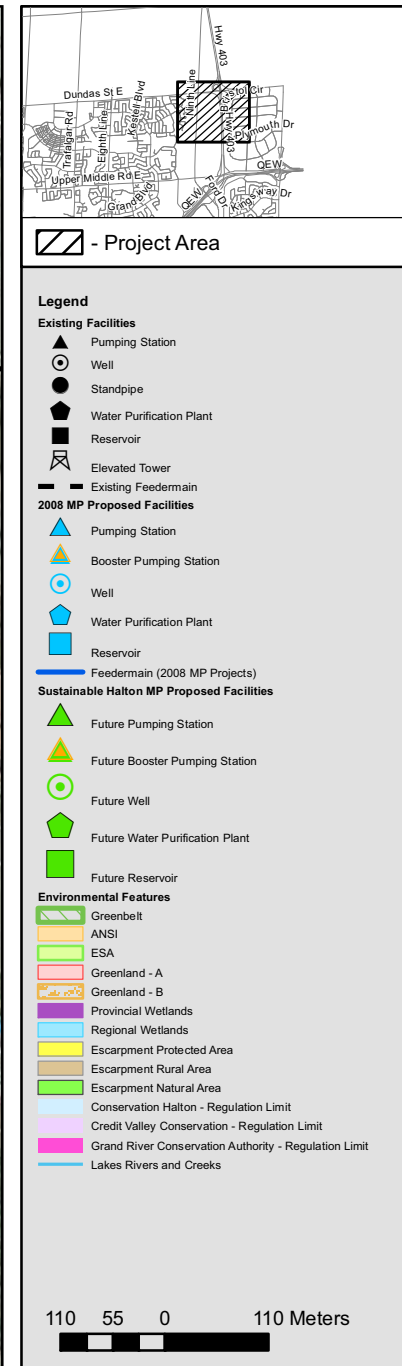 Hwy 403
Dundas St E
Bristol Cir
Trafalgar Rd
Eighth Line
Kestell Blvd
Ninth Line
Hwy 403
Plymouth Dr
Upper Middle Rd E
QEW
Grand Blvd
QEW
Ford Dr
Kingsway Dr
- Project Area
Legend
Existing Facilities
Pumping Station
Well
Standpipe
Water Purification Plant
Reservoir
Elevated Tower
Existing Feedermain
2008 MP Proposed Facilities
Pumping Station
Booster Pumping Station
Well
Water Purification Plant
Reservoir
Feedermain (2008 MP Projects)
Sustainable Halton MP Proposed Facilities
Future Pumping Station
Future Booster Pumping Station
Future Well
Future Water Purification Plant
Future Reservoir
Environmental Features
Greenbelt
ANSI
ESA
Greenland - A
Greenland - B
Provincial Wetlands
Regional Wetlands
Escarpment Protected Area
Escarpment Rural Area
Escarpment Natural Area
Conservation Halton - Regulation Limit
Credit Valley Conservation - Regulation Limit
Grand River Conservation Authority - Regulation Limit
Lakes Rivers and Creeks
110 55 0 110 Meters